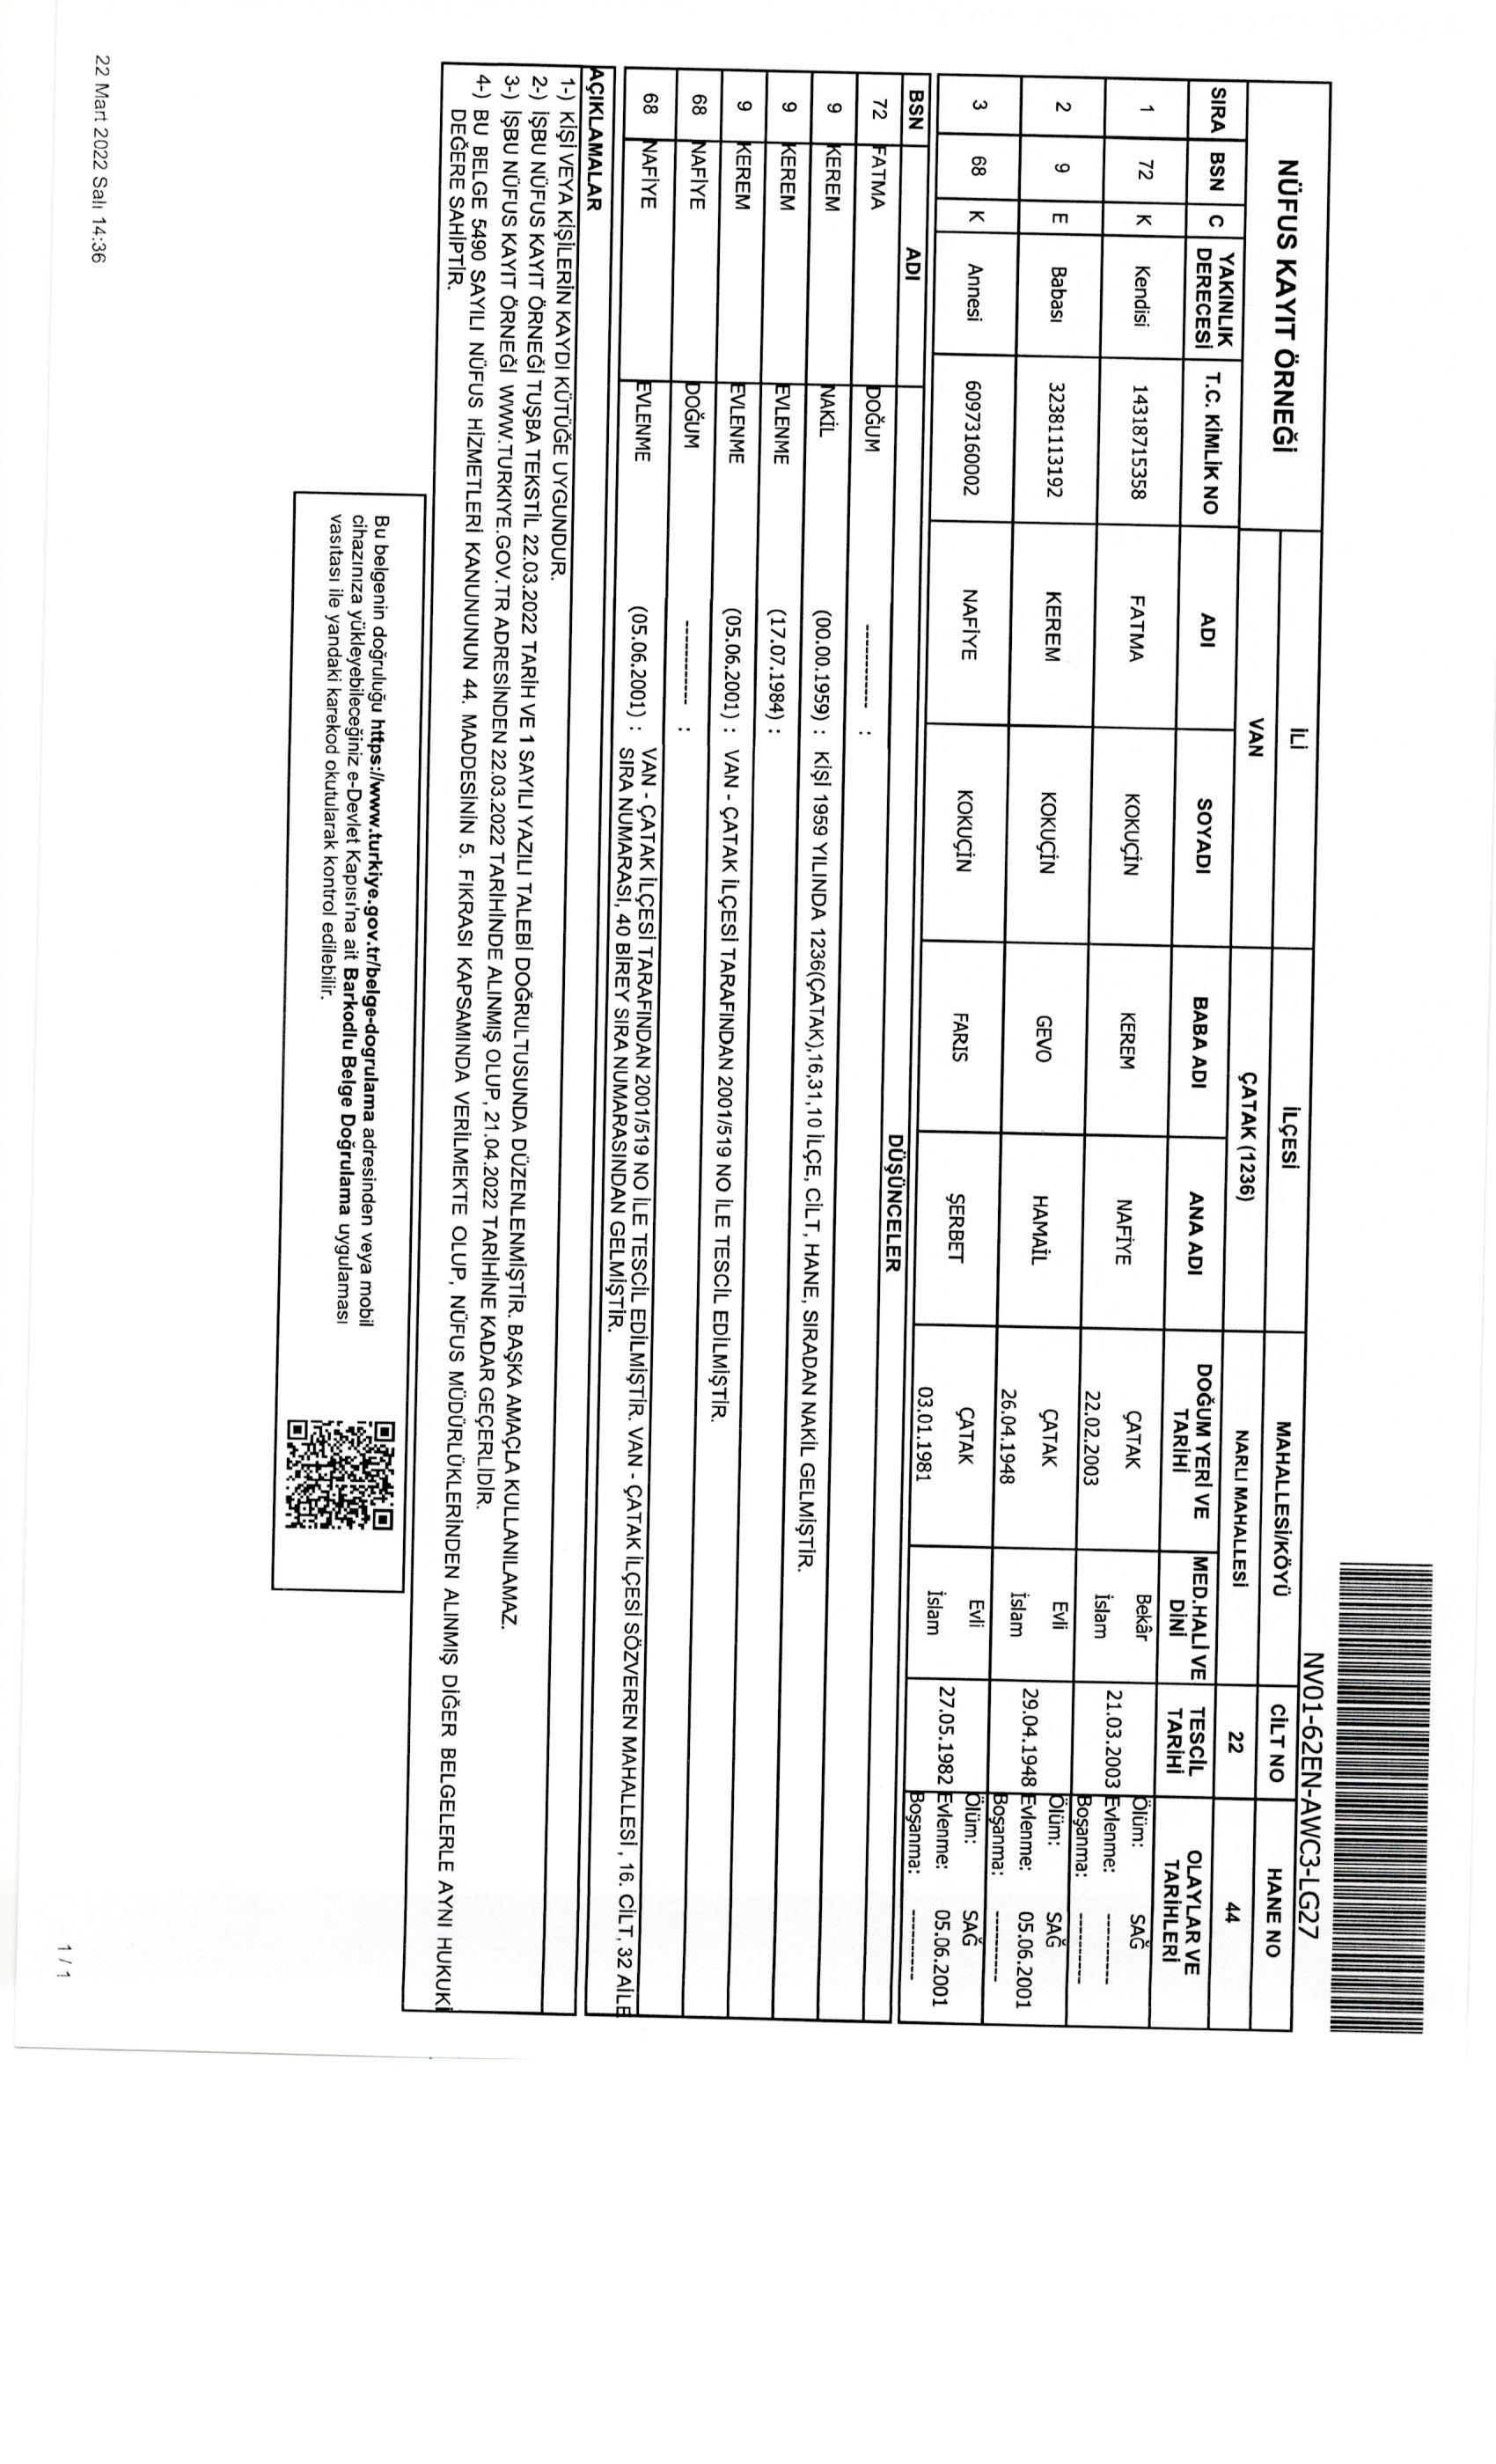 NV01-62EN-AWC3-LG27
NÜFUS KAYIT ÖRNEĞİ
İLİ İLÇESİ MAHALLESİ/KÖYÜ CİLT NO HANE NO
VAN ÇATAK (1236) NARLI MAHALLESİ 22 44
SIRA BSN C YAKINLIK DERECESİ T.C. KİMLİK NO ADI SOYADI BABA ADI ANA ADI DOĞUM YERİ VE TARİHİ MED.HALİ VE DİNİ TESCİL TARİHİ OLAYLAR VE TARİHLERİ
1 72 K Kendisi 14318715358 FATMA KOKUÇİN KEREM NAFİYE ÇATAK 22.02.2003 Bekâr İslam 21.03.2003 Ölüm: SAĞ
Evlenme: ----------
Boşanma: ----------
2 9 E Babası 32381113192 KEREM KOKUÇİN GEVO HAMAİL ÇATAK 26.04.1948 Evli İslam 29.04.1948 Ölüm: SAĞ
Evlenme: 05.06.2001
Boşanma: ----------
3 68 K Annesi 60973160002 NAFİYE KOKUÇİN FARIS ŞERBET ÇATAK 03.01.1981 Evli İslam 27.05.1982 Ölüm: SAĞ
Evlenme: 05.06.2001
Boşanma: ----------
BSN ADI DÜŞÜNCELER
72 FATMA DOĞUM ----------- :
9 KEREM NAKİL (00.00.1959) : KİŞİ 1959 YILINDA 1236(ÇATAK),16,31,10 İLÇE, CİLT, HANE, SIRADAN NAKİL GELMİŞTİR.
9 KEREM EVLENME (17.07.1984) :
9 KEREM EVLENME (05.06.2001) : VAN - ÇATAK İLÇESİ TARAFINDAN 2001/519 NO İLE TESCİL EDİLMİŞTİR.
68 NAFİYE DOĞUM ----------- :
68 NAFİYE EVLENME (05.06.2001) : VAN - ÇATAK İLÇESİ TARAFINDAN 2001/519 NO İLE TESCİL EDİLMİŞTİR. VAN - ÇATAK İLÇESİ SÖZVEREN MAHALLESİ , 16. CİLT, 32 AİLE
SIRA NUMARASI, 40 BİREY SIRA NUMARASINDAN GELMİŞTİR.
AÇIKLAMALAR
1-) KİŞİ VEYA KİŞİLERİN KAYDI KÜTÜĞE UYGUNDUR.
2-) İŞBU NÜFUS KAYIT ÖRNEĞİ TUŞBA TEKSTİL 22.03.2022 TARİH VE 1 SAYILI YAZILI TALEBİ DOĞRULTUSUNDA DÜZENLENMİŞTİR. BAŞKA AMAÇLA KULLANILAMAZ.
3-) İŞBU NÜFUS KAYIT ÖRNEĞİ WWW.TURKIYE.GOV.TR ADRESİNDEN 22.03.2022 TARİHİNDE ALINMIŞ OLUP, 21.04.2022 TARİHİNE KADAR GEÇERLİDİR.
4-) BU BELGE 5490 SAYILI NÜFUS HİZMETLERİ KANUNUNUN 44. MADDESİNİN 5. FIKRASI KAPSAMINDA VERİLMEKTE OLUP, NÜFUS MÜDÜRLÜKLERİNDEN ALINMIŞ DİĞER BELGELERLE AYNI HUKUKİ
DEĞERE SAHİPTİR.
Bu belgenin doğruluğu https://www.turkiye.gov.tr/belge-dogrulama adresinden veya mobil
cihazınıza yükleyebileceğiniz e-Devlet Kapısı'na ait Barkodlu Belge Doğrulama uygulaması
vasıtası ile yandaki karekod okutularak kontrol edilebilir.
22 Mart 2022 Salı 14:36
1 / 1